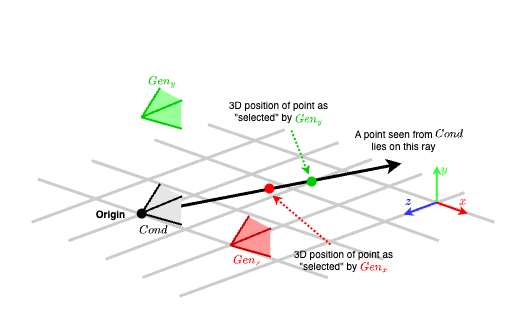 Gen_y
3D position of point as
"selected" by Gen_y
A point seen from Cond
lies on this ray
y
z
x
Origin
Cond
Gen_x
3D position of point as
"selected" by Gen_x